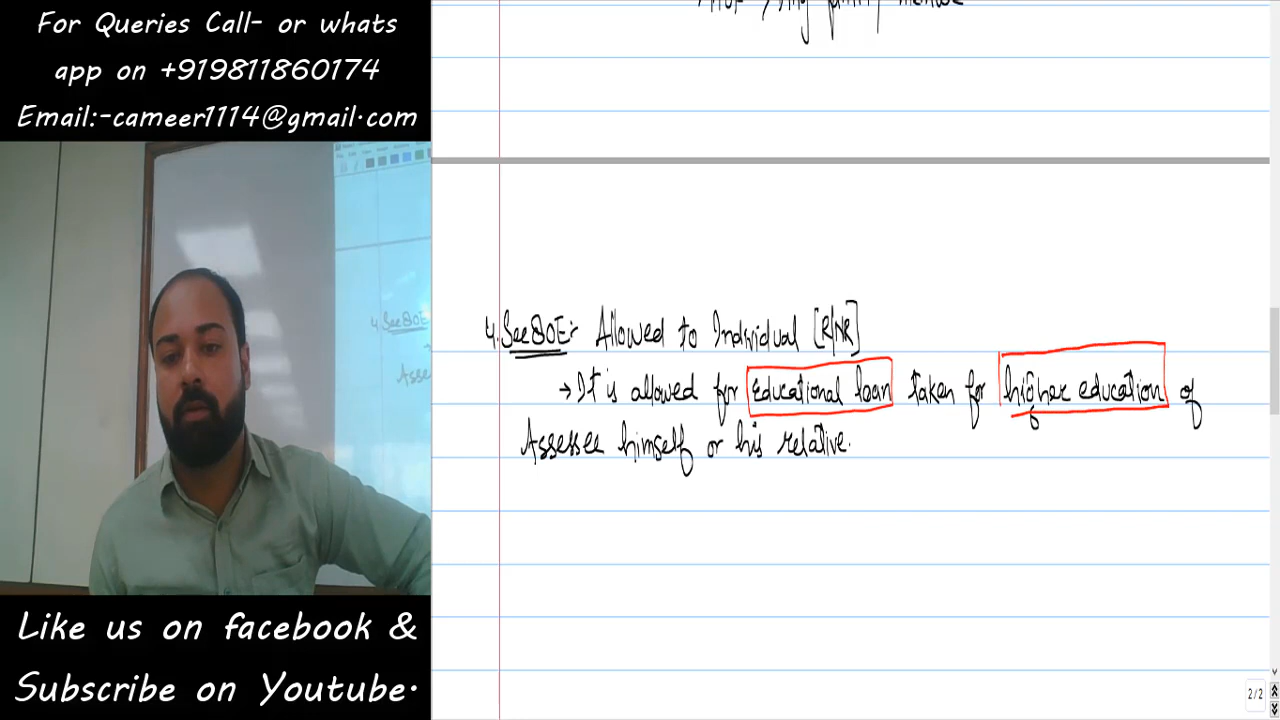 For Queries Call- or whats
app on +919811860174
Email:-cameer1114@gmail.com
4. Sec80E:- Allowed to Individual [R/NR]
→ It is allowed for Educational loan taken for higher education of
Assessee himself or his relative.
Like us on facebook &
Subscribe on Youtube.
2/2